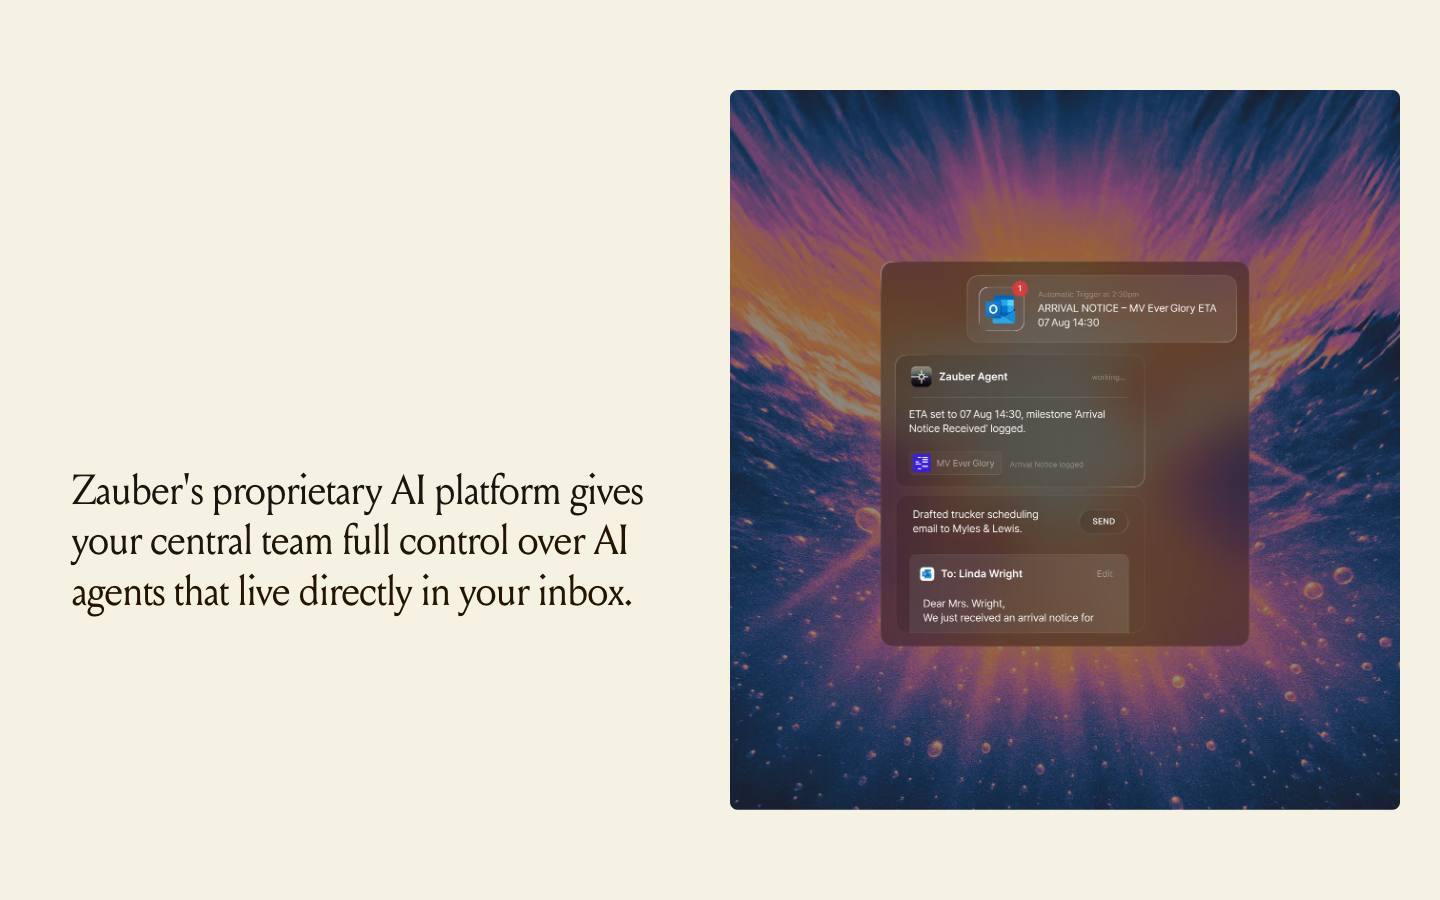 Zauber's proprietary AI platform gives
your central team full control over AI
agents that live directly in your inbox.
1
Automatic Trigger at 2:30pm
ARRIVAL NOTICE – MV Ever Glory ETA
07 Aug 14:30
Zauber Agent
working...
ETA set to 07 Aug 14:30, milestone 'Arrival
Notice Received' logged.
MV Ever Glory
Arrival Notice logged
Drafted trucker scheduling
email to Myles & Lewis.
SEND
To: Linda Wright
Edit
Dear Mrs. Wright,
We just received an arrival notice for